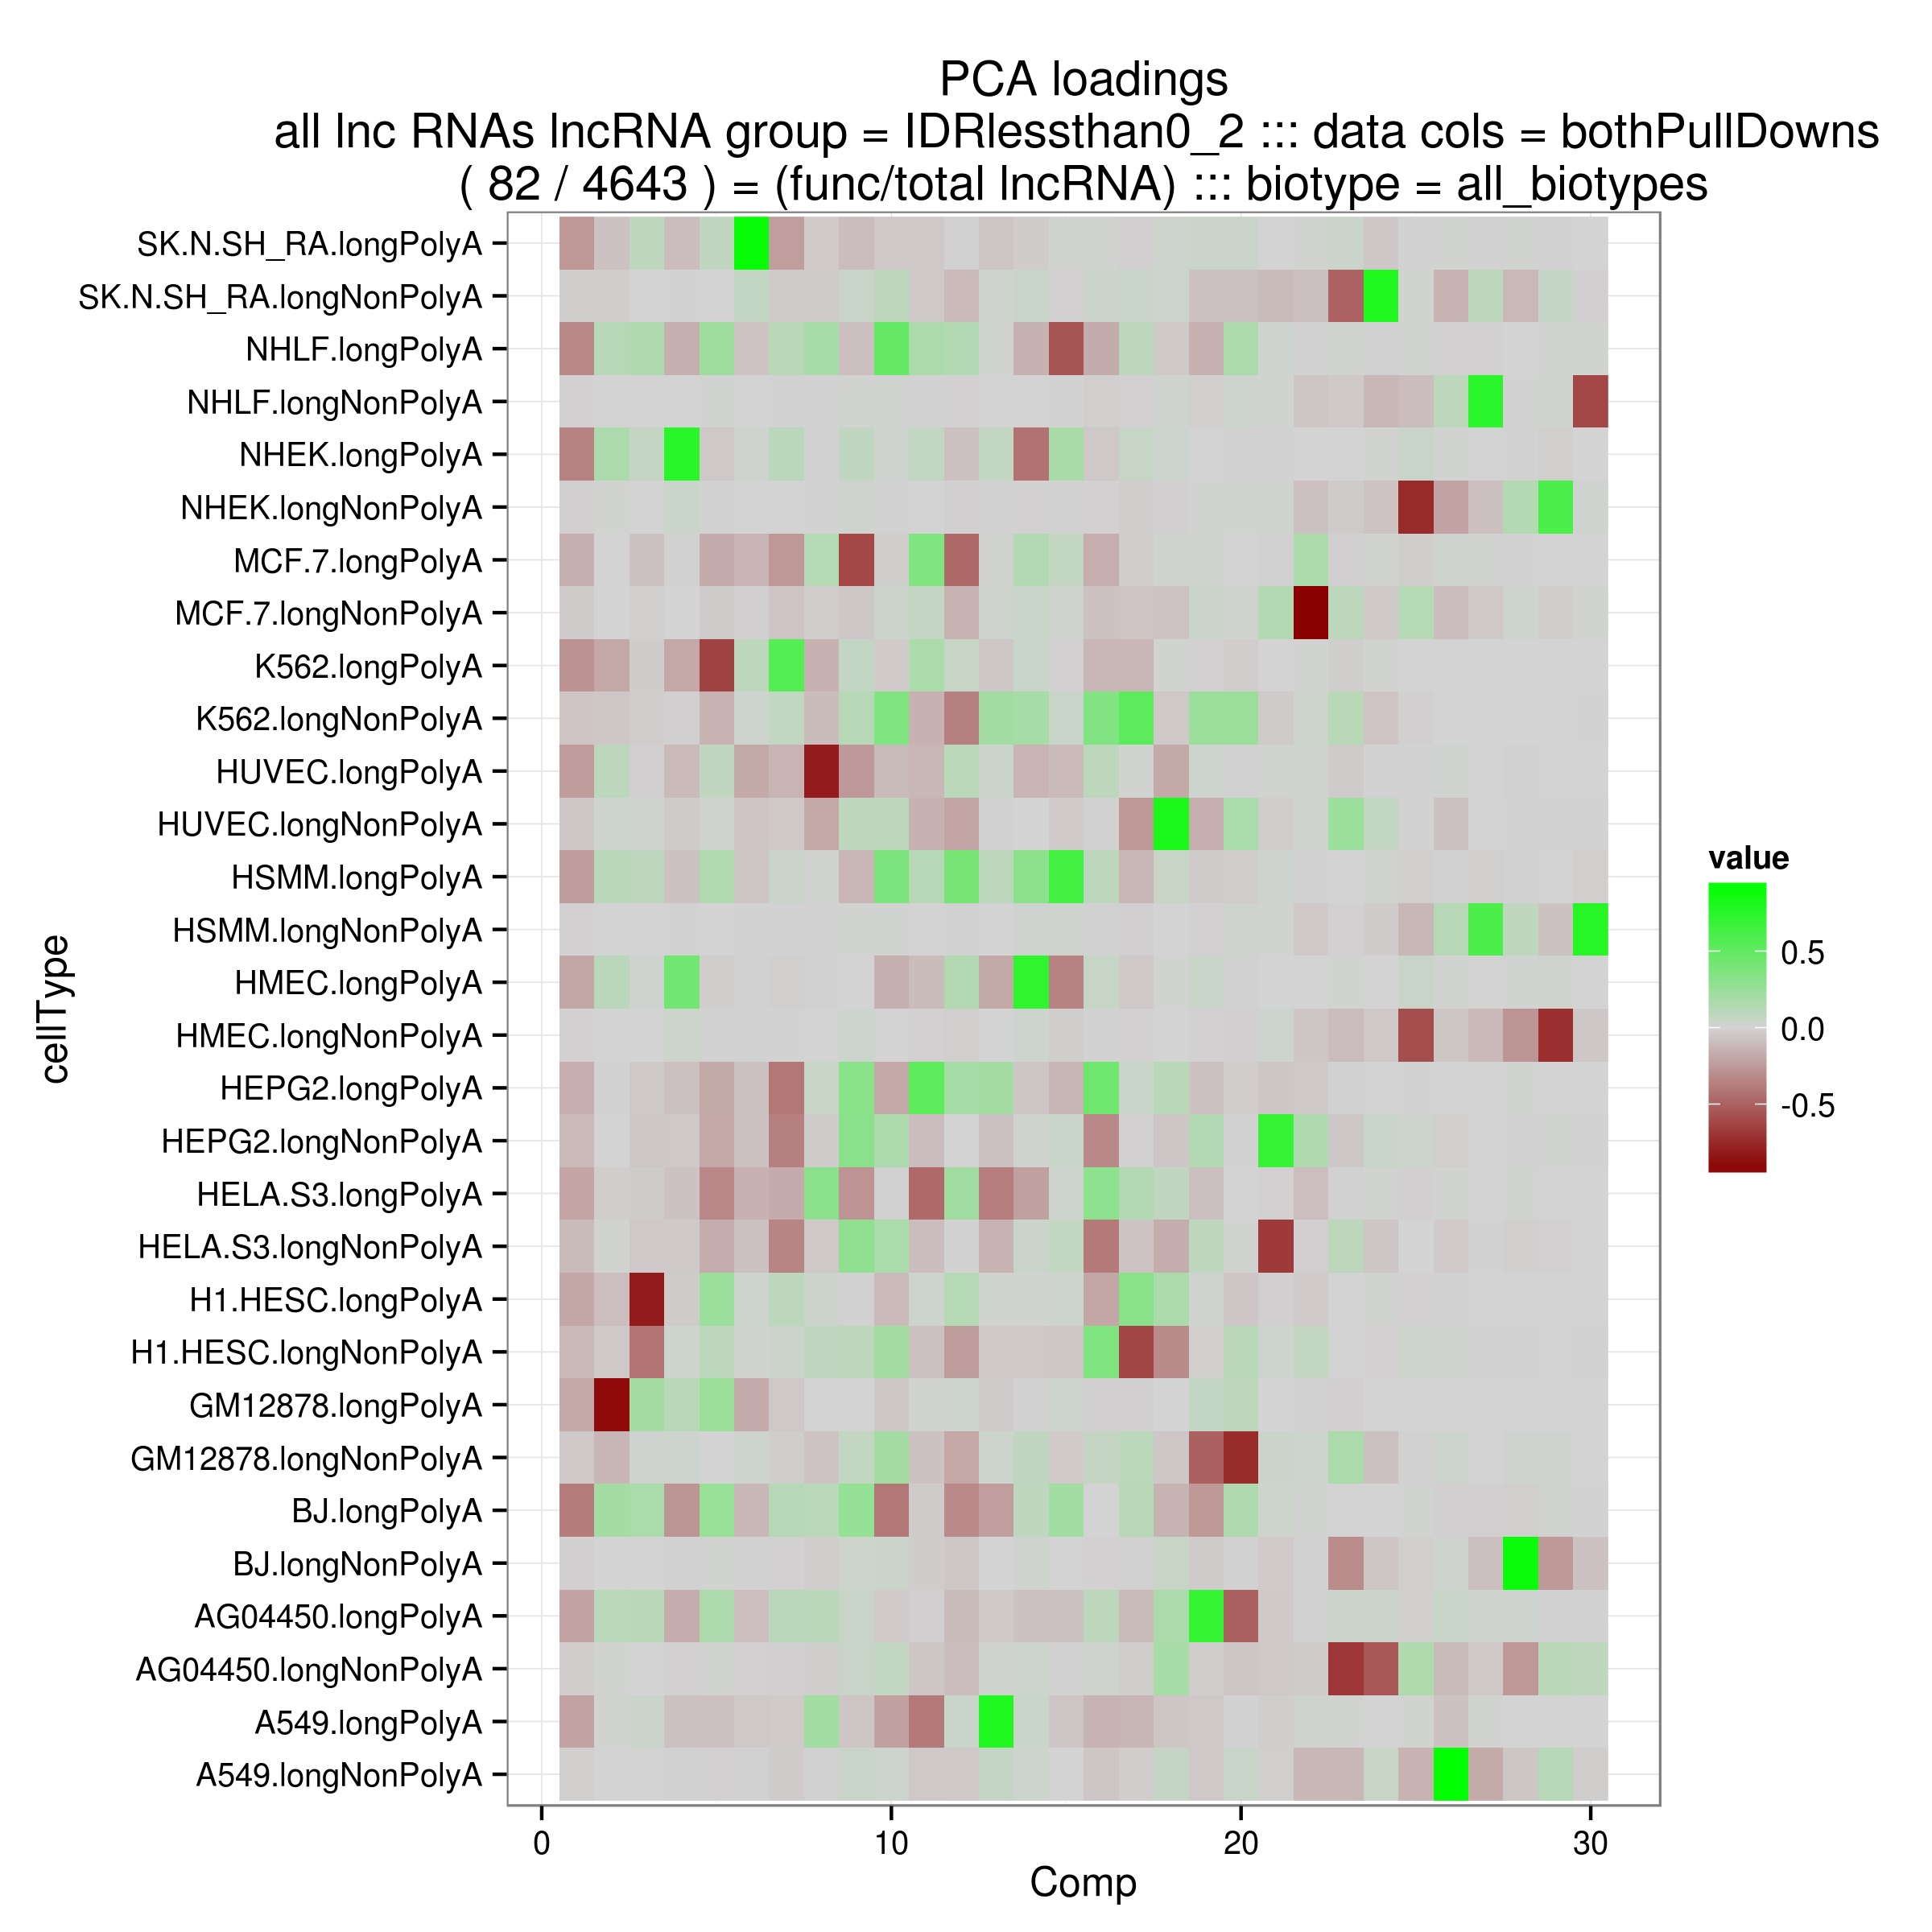 PCA loadings
all lnc RNAs lncRNA group = IDRlessthan0_2 ::: data cols = bothPullDowns
( 82 / 4643 ) = (func/total lncRNA) ::: biotype = all_biotypes
SK.N.SH_RA.longPolyA
SK.N.SH_RA.longNonPolyA
NHLF.longPolyA
NHLF.longNonPolyA
NHEK.longPolyA
NHEK.longNonPolyA
MCF.7.longPolyA
MCF.7.longNonPolyA
K562.longPolyA
K562.longNonPolyA
HUVEC.longPolyA
HUVEC.longNonPolyA
HSMM.longPolyA
HSMM.longNonPolyA
HMEC.longPolyA
HMEC.longNonPolyA
HEPG2.longPolyA
HEPG2.longNonPolyA
HELA.S3.longPolyA
HELA.S3.longNonPolyA
H1.HESC.longPolyA
H1.HESC.longNonPolyA
GM12878.longPolyA
GM12878.longNonPolyA
BJ.longPolyA
BJ.longNonPolyA
AG04450.longPolyA
AG04450.longNonPolyA
A549.longPolyA
A549.longNonPolyA
cellType
0 10 20 30
Comp
value
0.5
0.0
-0.5